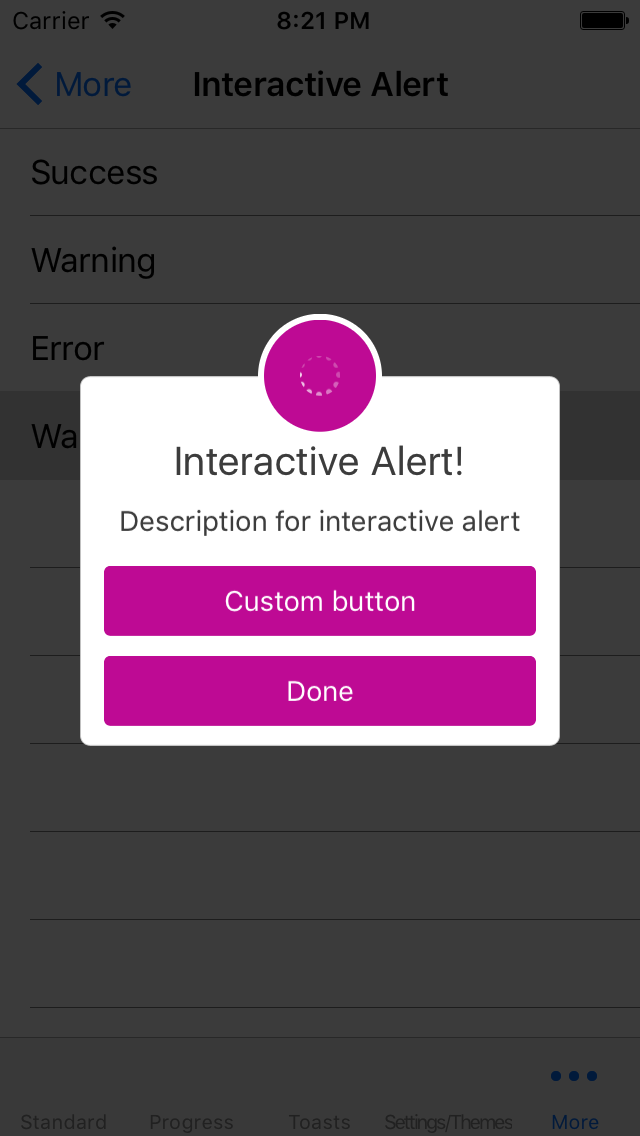 Carrier 8:21 PM
More Interactive Alert
Success
Warning
Error
Wa
Interactive Alert!
Description for interactive alert
Custom button
Done
Standard Progress Toasts Settings/Themes More